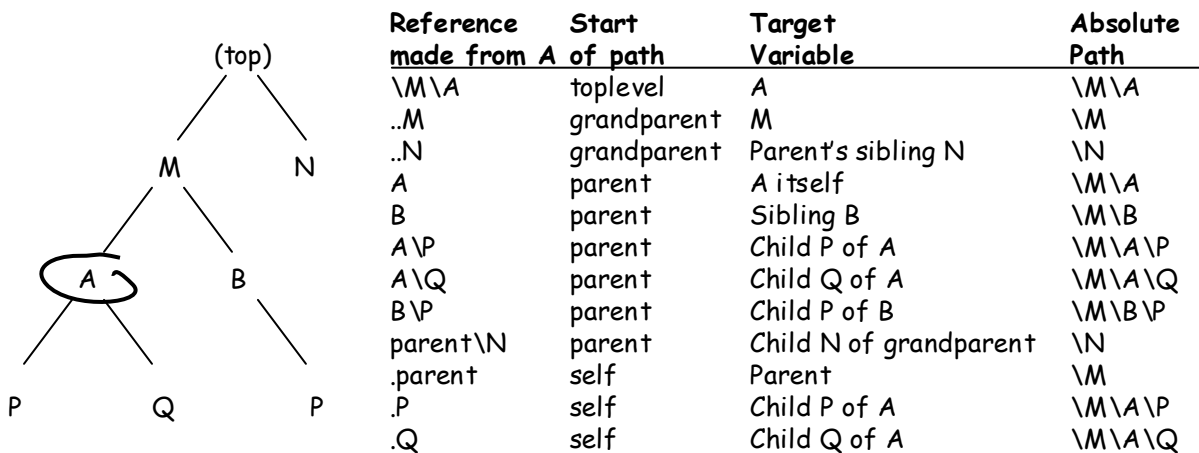 (top)
M N
A B
P Q P
Reference Start Target Absolute
made from A of path Variable Path
\M\A toplevel A \M\A
..M grandparent M \M
..N grandparent Parent's sibling N \N
A parent A itself \M\A
B parent Sibling B \M\B
A\P parent Child P of A \M\A\P
A\Q parent Child Q of A \M\A\Q
B\P parent Child P of B \M\B\P
parent\N parent Child N of grandparent \N
.parent self Parent \M
.P self Child P of A \M\A\P
.Q self Child Q of A \M\A\Q